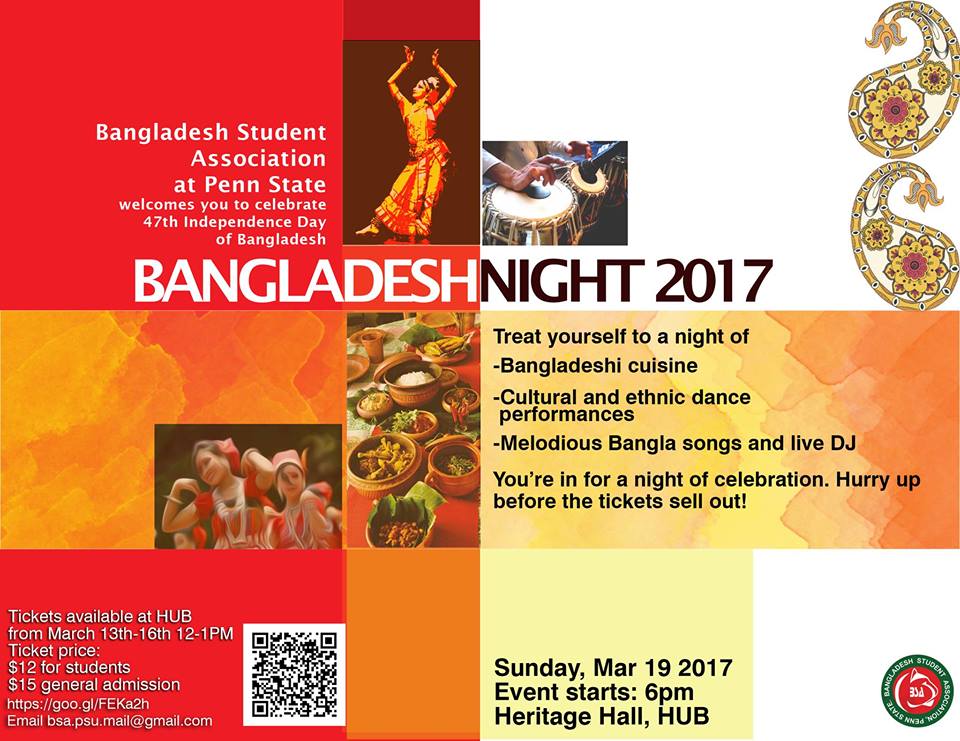 Bangladesh Student
Association
at Penn State
welcomes you to celebrate
47th Independence Day
of Bangladesh
BANGLADESHNIGHT 2017
Treat yourself to a night of
-Bangladeshi cuisine
-Cultural and ethnic dance
performances
-Melodious Bangla songs and live DJ
You're in for a night of celebration. Hurry up
before the tickets sell out!
Tickets available at HUB
from March 13th-16th 12-1PM
Ticket price:
$12 for students
$15 general admission
https://goo.gl/FEKa2h
Email bsa.psu.mail@gmail.com
Sunday, Mar 19 2017
Event starts: 6pm
Heritage Hall, HUB
BANGLADESH STUDENT ASSOCIATION, PENN STATE
BSA